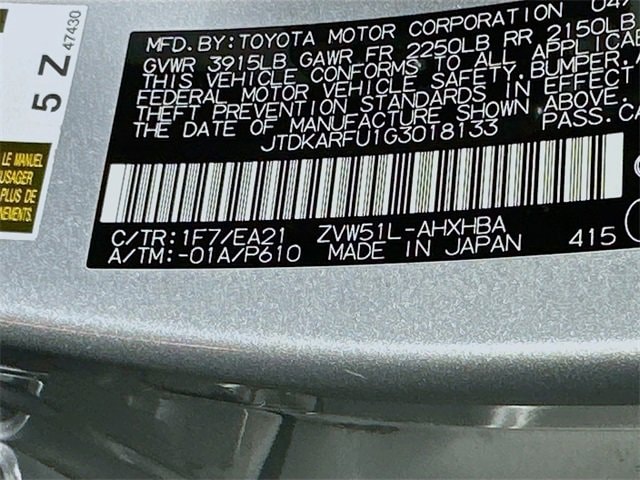 5 Z 47430
LE MANUEL
USAGER
PLUS DE
NEMENTS.
MFD. BY: TOYOTA MOTOR CORPORATION 04/
GVWR 3915LB GAWR FR 2250LB RR 2150LB
THIS VEHICLE CONFORMS TO ALL APPLICAB
FEDERAL MOTOR VEHICLE SAFETY, BUMPER, A
THEFT PREVENTION STANDARDS IN EFFECT
THE DATE OF MANUFACTURE SHOWN ABOVE.
JTDKARFU1G3018133 PASS. CA
C/TR: 1F7/EA21 ZVW51L-AHXHBA
A/TM: -01A/P610 MADE IN JAPAN 415